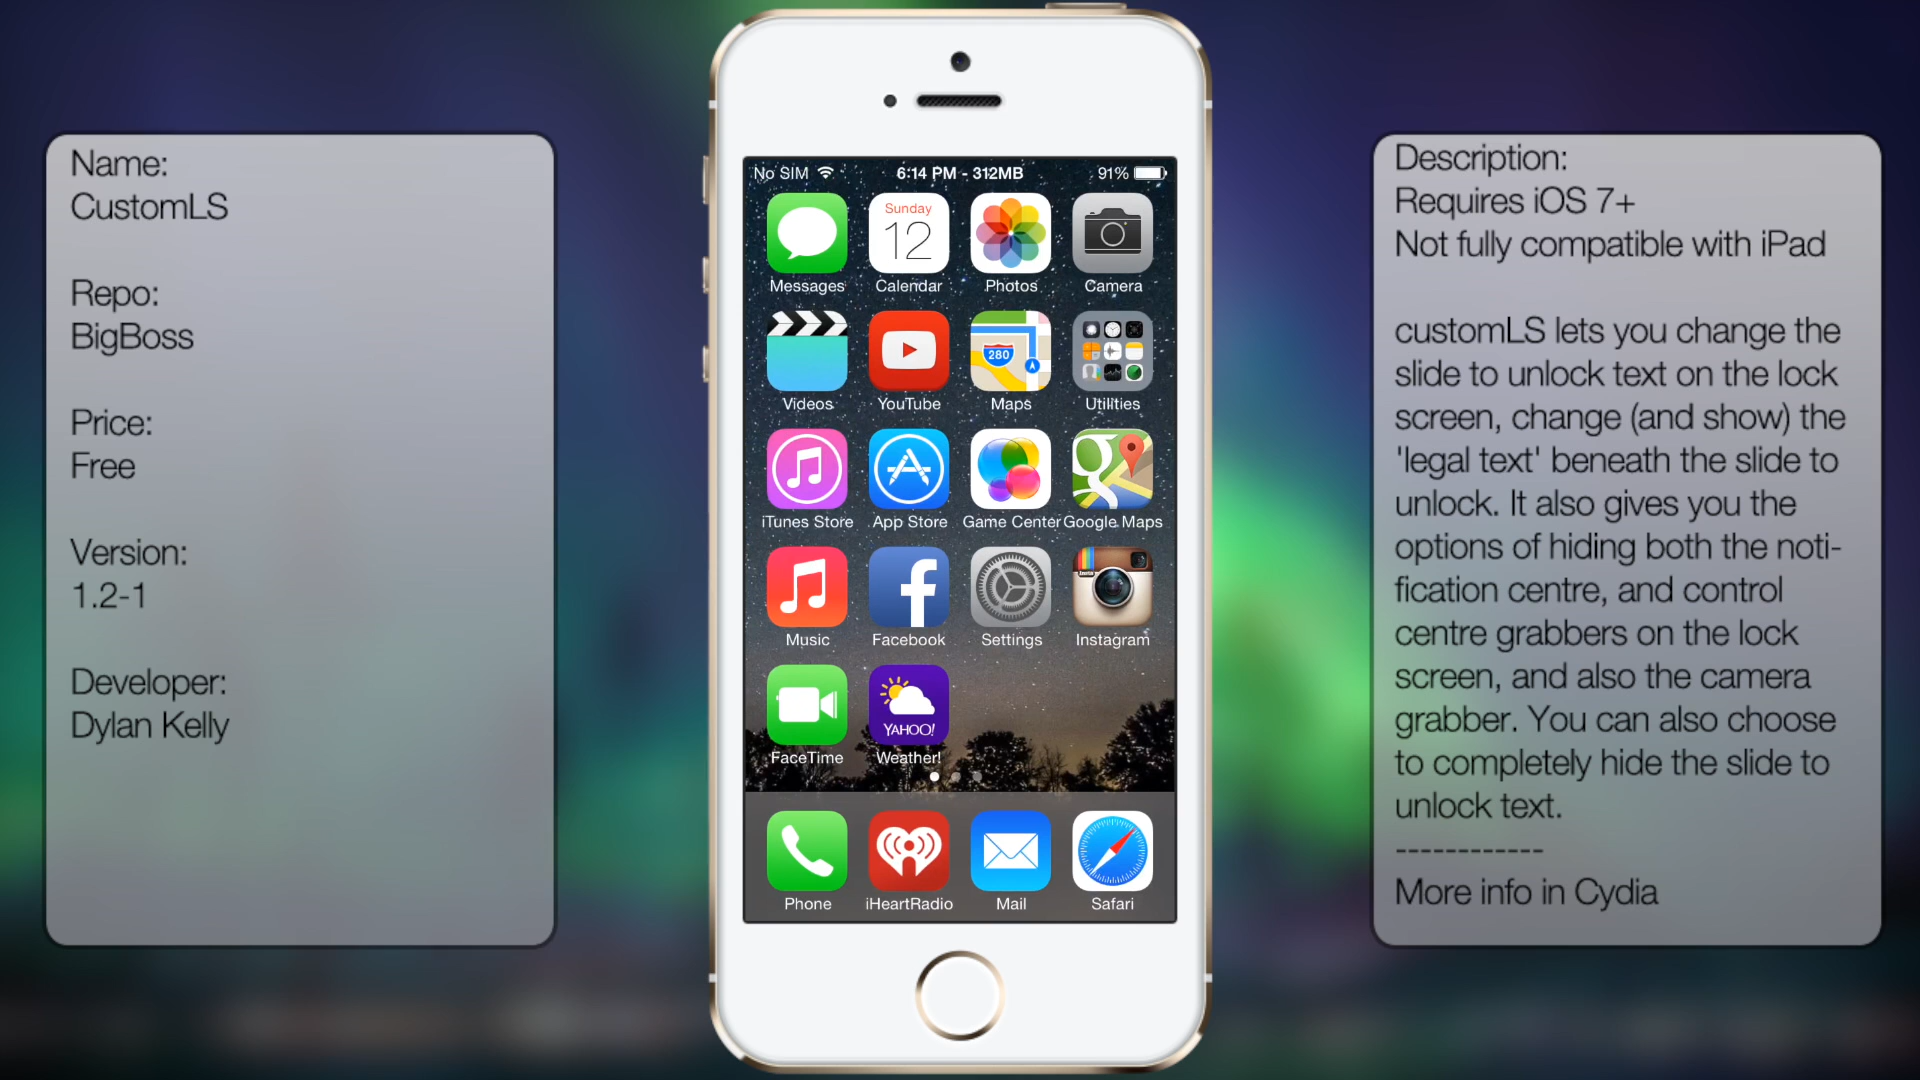 Name:
CustomLS
Repo:
BigBoss
Price:
Free
Version:
1.2-1
Developer:
Dylan Kelly
No SIM 6:14 PM - 312MB 91%
Sunday
12
Messages Calendar Photos Camera
280
Videos YouTube Maps Utilities
iTunes Store App Store Game Center Google Maps
Music Facebook Settings Instagram
YAHOO!
FaceTime Weather!
Phone iHeartRadio Mail Safari
Description:
Requires iOS 7+
Not fully compatible with iPad
customLS lets you change the
slide to unlock text on the lock
screen, change (and show) the
'legal text' beneath the slide to
unlock. It also gives you the
options of hiding both the noti-
fication centre, and control
centre grabbers on the lock
screen, and also the camera
grabber. You can also choose
to completely hide the slide to
unlock text.
------------
More info in Cydia